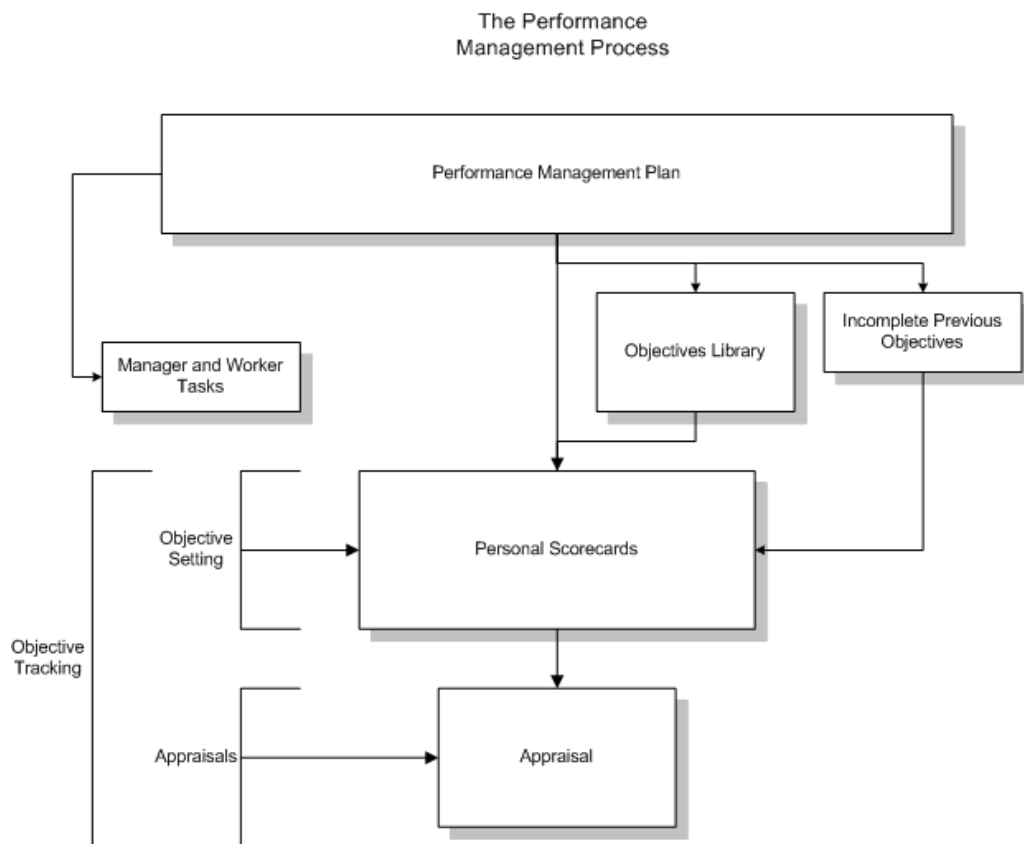 The Performance
Management Process
Performance Management Plan
Objectives Library
Incomplete Previous
Objectives
Manager and Worker
Tasks
Objective
Setting
Personal Scorecards
Objective
Tracking
Appraisals
Appraisal